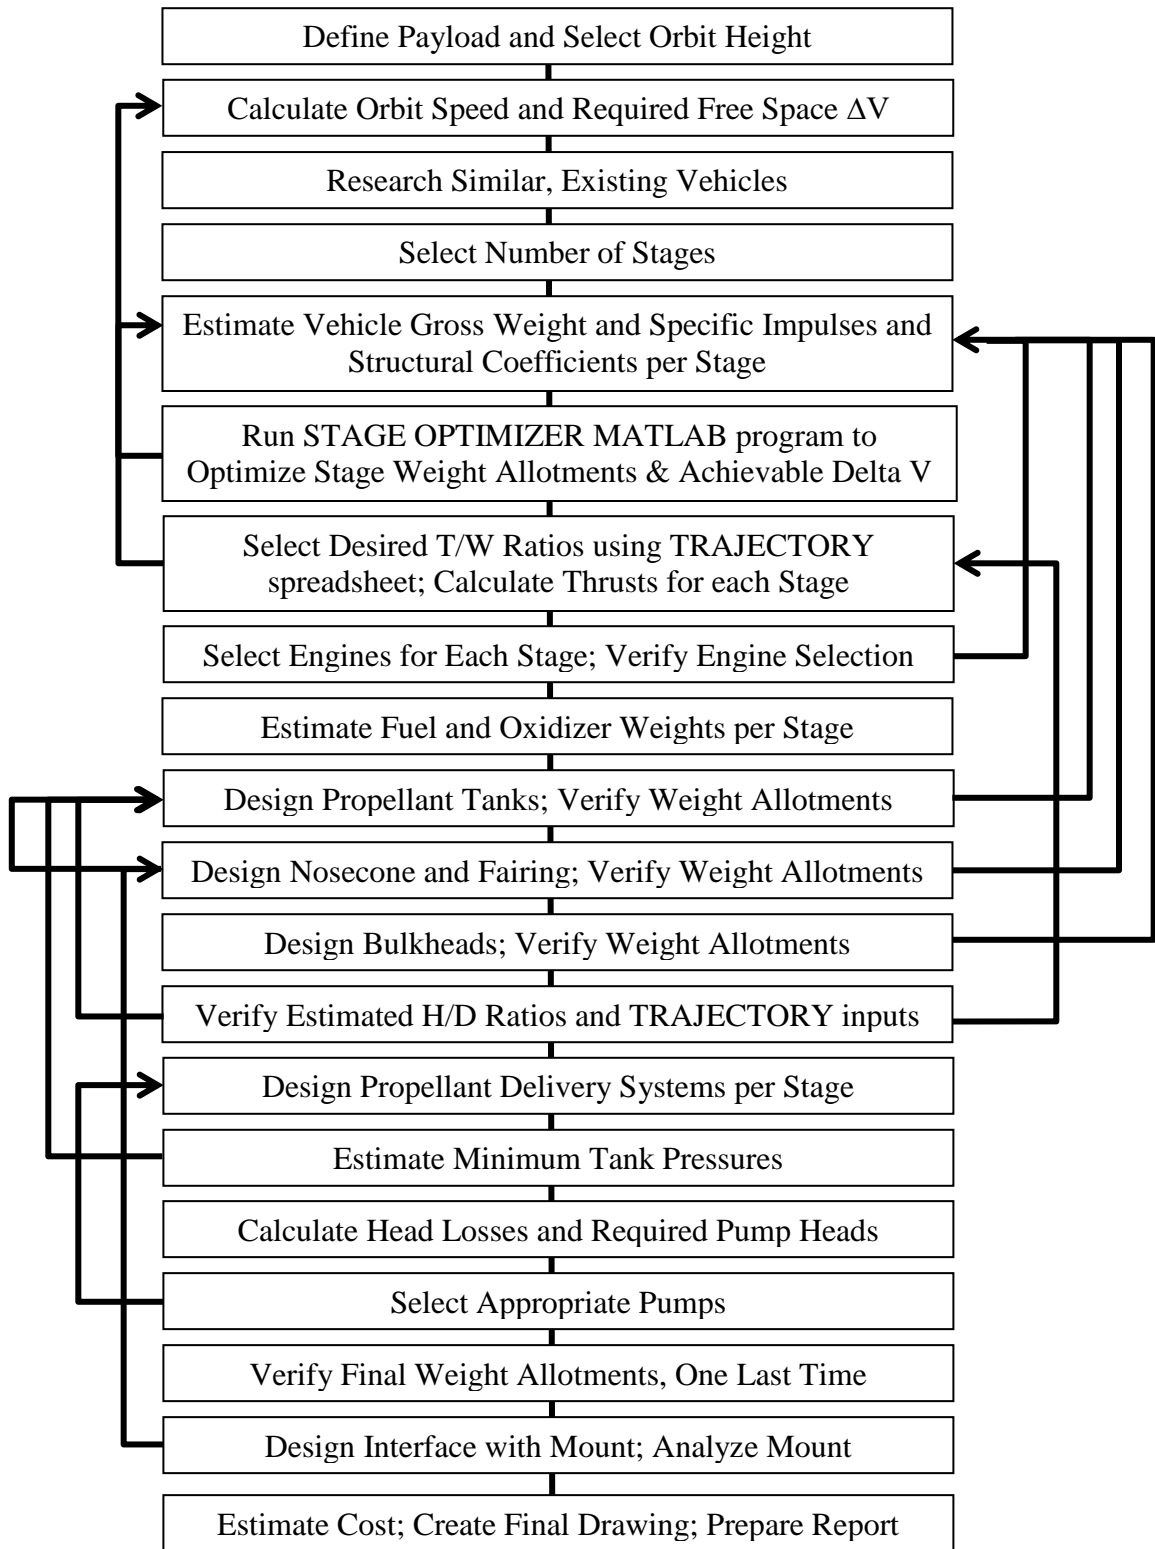 Define Payload and Select Orbit Height
Calculate Orbit Speed and Required Free Space ΔV
Research Similar, Existing Vehicles
Select Number of Stages
Estimate Vehicle Gross Weight and Specific Impulses and
Structural Coefficients per Stage
Run STAGE OPTIMIZER MATLAB program to
Optimize Stage Weight Allotments & Achievable Delta V
Select Desired T/W Ratios using TRAJECTORY
spreadsheet; Calculate Thrusts for each Stage
Select Engines for Each Stage; Verify Engine Selection
Estimate Fuel and Oxidizer Weights per Stage
Design Propellant Tanks; Verify Weight Allotments
Design Nosecone and Fairing; Verify Weight Allotments
Design Bulkheads; Verify Weight Allotments
Verify Estimated H/D Ratios and TRAJECTORY inputs
Design Propellant Delivery Systems per Stage
Estimate Minimum Tank Pressures
Calculate Head Losses and Required Pump Heads
Select Appropriate Pumps
Verify Final Weight Allotments, One Last Time
Design Interface with Mount; Analyze Mount
Estimate Cost; Create Final Drawing; Prepare Report